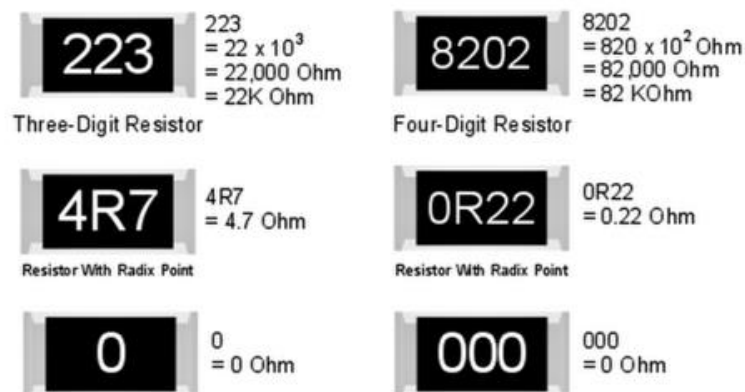 223
223
= 22 x 10³
= 22,000 Ohm
= 22K Ohm
Three-Digit Resistor
8202
8202
= 820 x 10² Ohm
= 82,000 Ohm
= 82 KOhm
Four-Digit Resistor
4R7
4R7
= 4.7 Ohm
Resistor With Radix Point
0R22
0R22
= 0.22 Ohm
Resistor With Radix Point
0
0
= 0 Ohm
000
000
= 0 Ohm